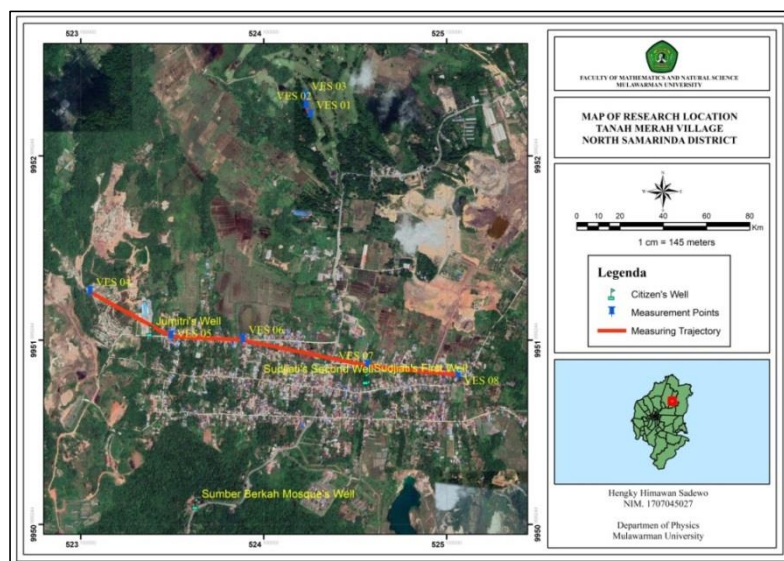 523
524
525
VES 03
VES 02
VES 01
9952
9952
VES 04
Jumitri's Well
VES 05
VES 06
9951
9951
VES 07
Sudjiati's First Well
VES 08
Sumber Berkah Mosque's Well
9950
9950
523
524
525
FACULTY OF MATHEMATICS AND NATURAL SCIENCE
MULAWARMAN UNIVERSITY
MAP OF RESEARCH LOCATION
TANAH MERAH VILLAGE
NORTH SAMARINDA DISTRICT
0 10 20 40 60 80
Km
1 cm = 145 meters
Legenda
Citizen's Well
Measurement Points
Measuring Trajectory
Hengky Himawan Sadewo
NIM. 1707045027
Departmen of Physics
Mulawarman University